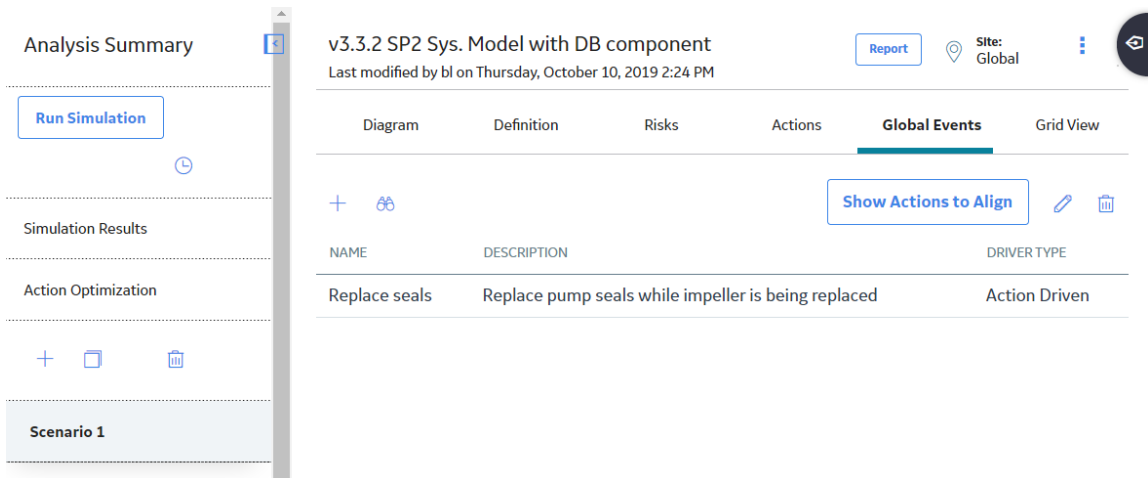 Analysis Summary
Run Simulation
Simulation Results
Action Optimization
Scenario 1
v3.3.2 SP2 Sys. Model with DB component
Last modified by bl on Thursday, October 10, 2019 2:24 PM
Report
Site:
Global
Diagram Definition Risks Actions Global Events Grid View
Show Actions to Align
NAME DESCRIPTION DRIVER TYPE
Replace seals Replace pump seals while impeller is being replaced Action Driven